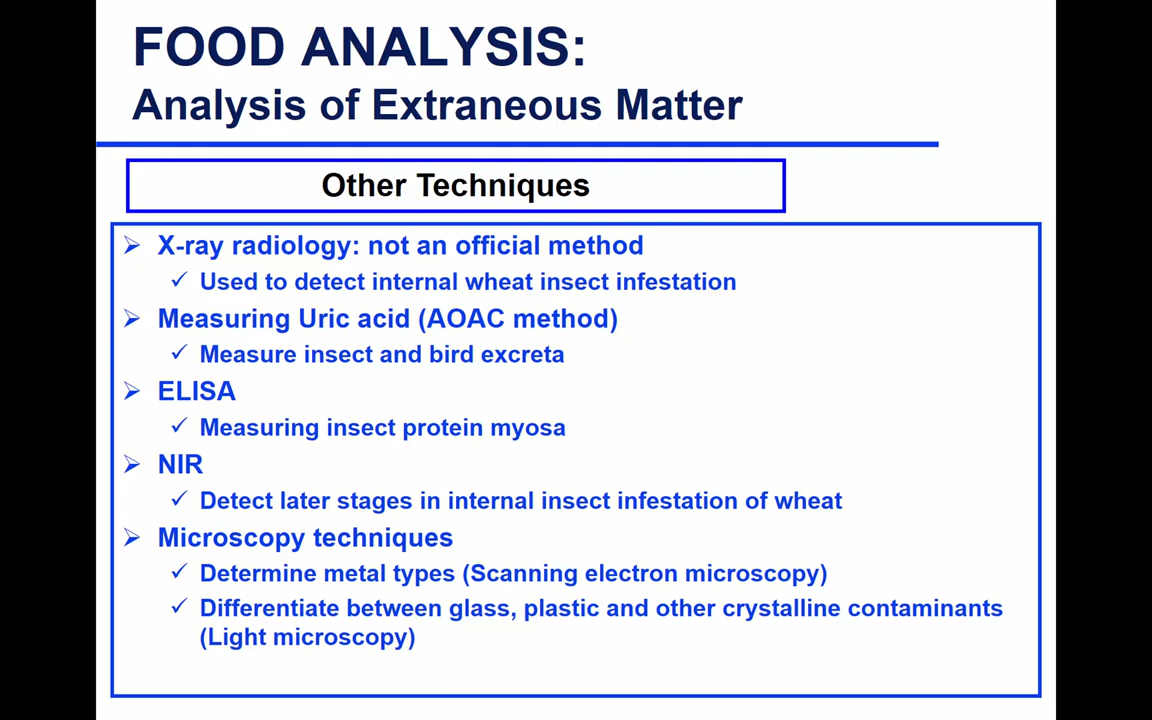 FOOD ANALYSIS:
Analysis of Extraneous Matter
Other Techniques
X-ray radiology: not an official method
Used to detect internal wheat insect infestation
Measuring Uric acid (AOAC method)
Measure insect and bird excreta
ELISA
Measuring insect protein myosa
NIR
Detect later stages in internal insect infestation of wheat
Microscopy techniques
Determine metal types (Scanning electron microscopy)
Differentiate between glass, plastic and other crystalline contaminants
(Light microscopy)